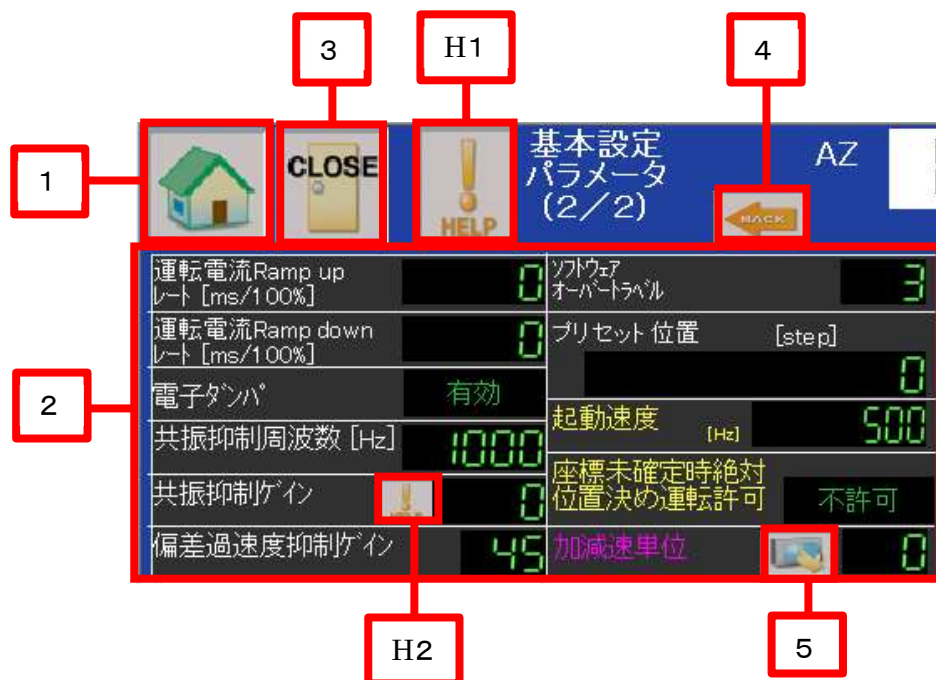 3
H1
4
1
CLOSE
HELP
基本設定
パラメータ
(2/2)
BACK
AZ
2
運転電流Ramp up
レート [ms/100%]
0
運転電流Ramp down
レート [ms/100%]
0
電子ダンパ
有効
共振抑制周波数 [Hz]
1000
共振抑制ゲイン
HELP
0
偏差過速度抑制ゲイン
45
ソフトウェア
オーバートラベル
3
プリセット 位置 [step]
0
起動速度 [Hz]
500
座標未確定時絶対
位置決め運転許可
不許可
加減速単位
0
H2
5